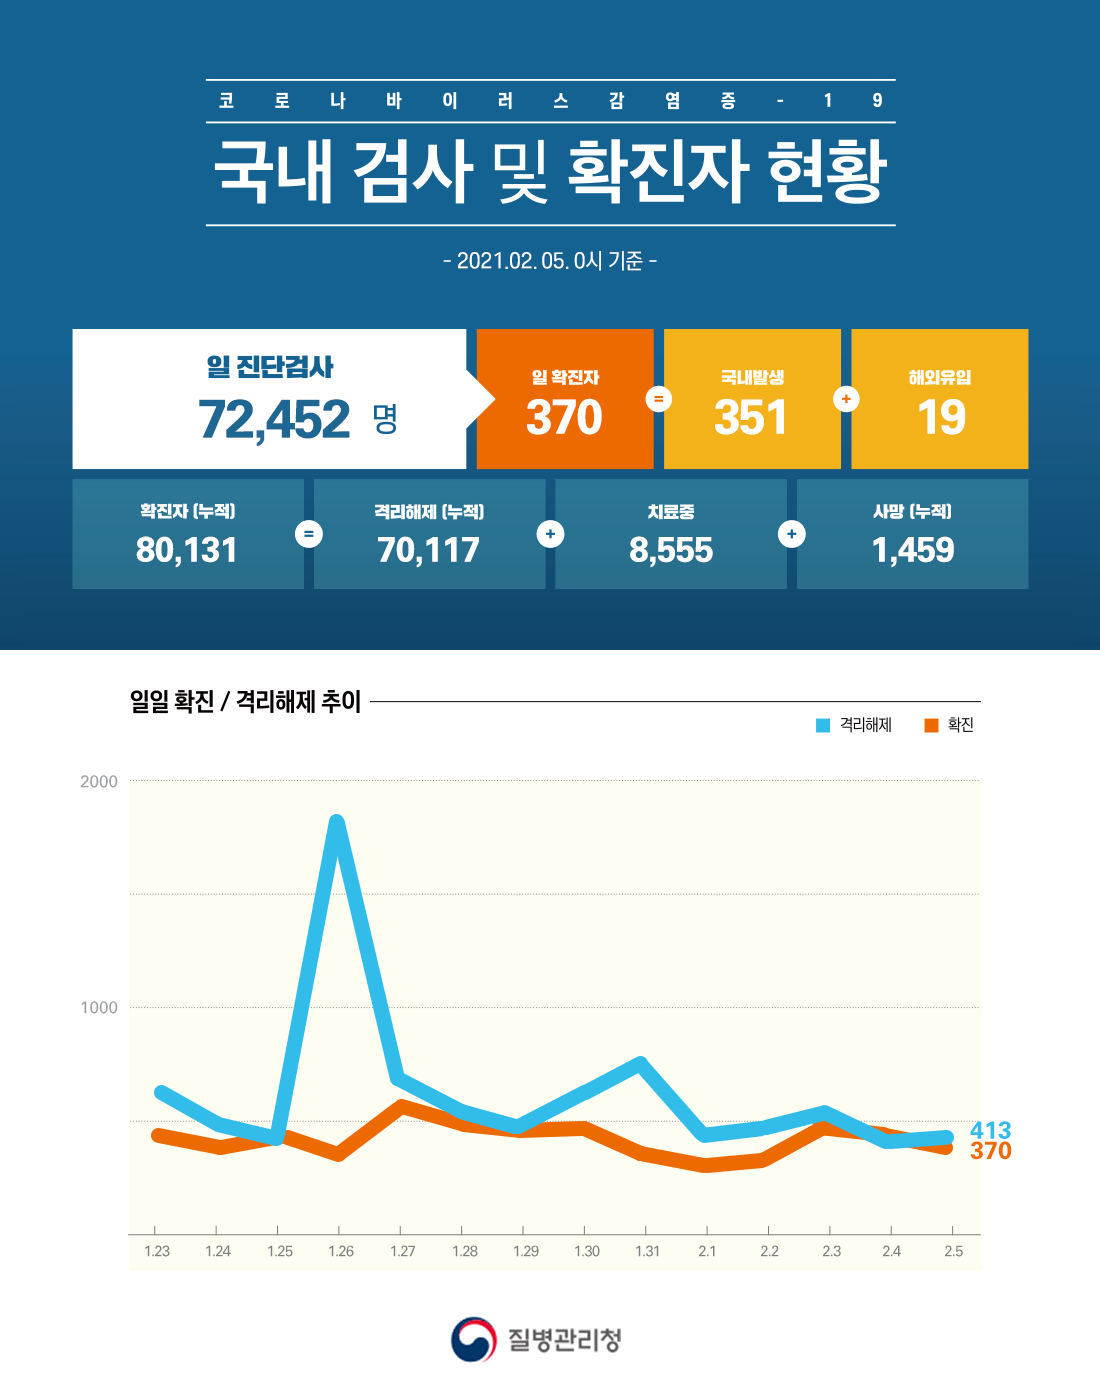 코로나바이러스감염증-19
국내 검사 및 확진자 현황
- 2021.02. 05. 0시 기준 -
일 진단검사
72,452 명
일 확진자
370
=
국내발생
351
+
해외유입
19
확진자 (누적)
80,131
=
격리해제 (누적)
70,117
+
치료중
8,555
+
사망 (누적)
1,459
일일 확진 / 격리해제 추이
격리해제 확진
2000
1000
413
370
1.23 1.24 1.25 1.26 1.27 1.28 1.29 1.30 1.31 2.1 2.2 2.3 2.4 2.5
질병관리청